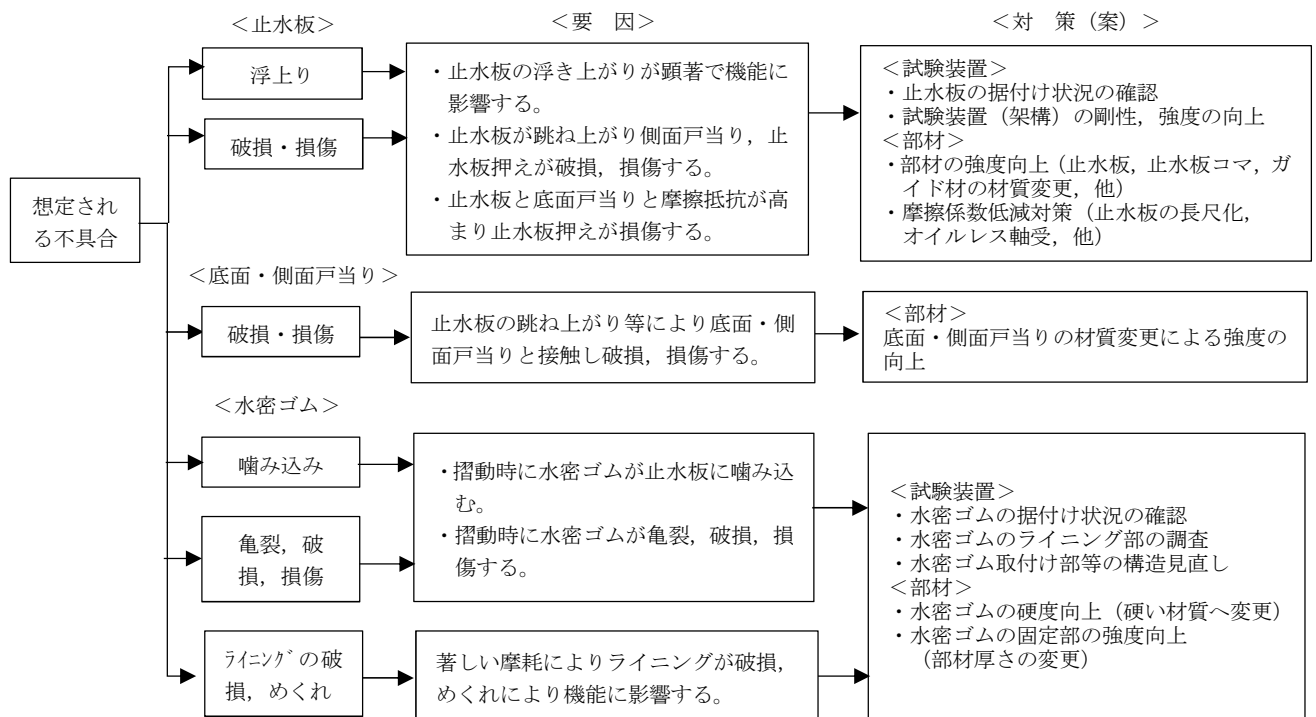 ＜止水板＞
＜要　因＞
＜対　策（案）＞
想定され
る不具合
浮上り
破損・損傷
・止水板の浮き上がりが顕著で機能に
影響する。
・止水板が跳ね上がり側面戸当り，止
水板押えが破損，損傷する。
・止水板と底面戸当りと摩擦抵抗が高
まり止水板押えが損傷する。
＜試験装置＞
・止水板の据付け状況の確認
・試験装置（架構）の剛性，強度の向上
＜部材＞
・部材の強度向上（止水板，止水板コマ，ガ
イド材の材質変更，他）
・摩擦係数低減対策（止水板の長尺化，
オイルレス軸受，他）
＜底面・側面戸当り＞
破損・損傷
止水板の跳ね上がり等により底面・側
面戸当りと接触し破損，損傷する。
＜部材＞
底面・側面戸当りの材質変更による強度の
向上
＜水密ゴム＞
噛み込み
亀裂，破
損，損傷
・摺動時に水密ゴムが止水板に噛み込
む。
・摺動時に水密ゴムが亀裂，破損，損
傷する。
ﾗｲﾆﾝｸﾞの破
損，めくれ
著しい摩耗によりライニングが破損，
めくれにより機能に影響する。
＜試験装置＞
・水密ゴムの据付け状況の確認
・水密ゴムのライニング部の調査
・水密ゴム取付け部等の構造見直し
＜部材＞
・水密ゴムの硬度向上（硬い材質へ変更）
・水密ゴムの固定部の強度向上
（部材厚さの変更）